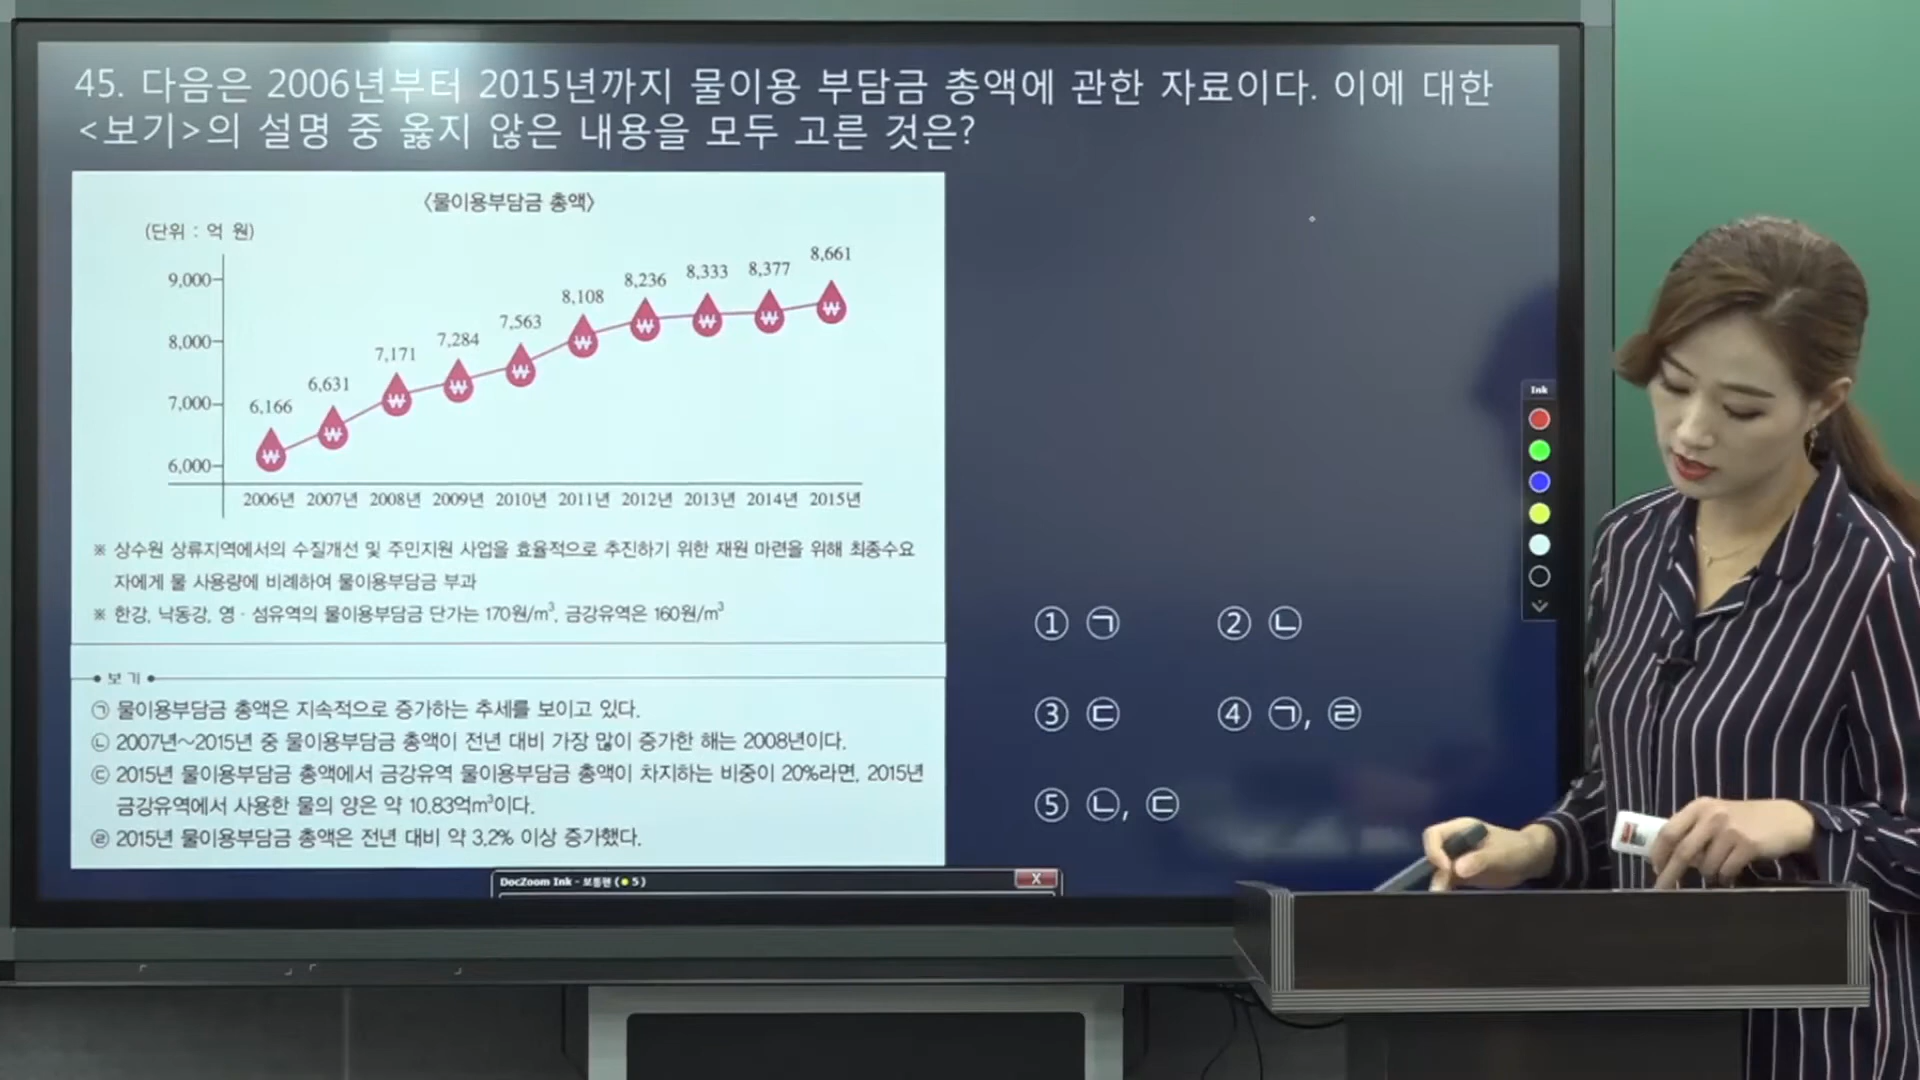 45. 다음은 2006년부터 2015년까지 물이용 부담금 총액에 관한 자료이다. 이에 대한
<보기>의 설명 중 옳지 않은 내용을 모두 고른 것은?
〈물이용부담금 총액〉
(단위 : 억 원)
9,000
8,000
7,000
6,000
6,166
6,631
7,171
7,284
7,563
8,108
8,236
8,333
8,377
8,661
₩ ₩ ₩ ₩ ₩ ₩ ₩ ₩ ₩ ₩
2006년 2007년 2008년 2009년 2010년 2011년 2012년 2013년 2014년 2015년
※ 상수원 상류지역에서의 수질개선 및 주민지원 사업을 효율적으로 추진하기 위한 재원 마련을 위해 최종수요
자에게 물 사용량에 비례하여 물이용부담금 부과
※ 한강, 낙동강, 영·섬유역의 물이용부담금 단가는 170원/m³, 금강유역은 160원/m³
보기
㉠ 물이용부담금 총액은 지속적으로 증가하는 추세를 보이고 있다.
㉡ 2007년~2015년 중 물이용부담금 총액이 전년 대비 가장 많이 증가한 해는 2008년이다.
㉢ 2015년 물이용부담금 총액에서 금강유역 물이용부담금 총액이 차지하는 비중이 20%라면, 2015년
금강유역에서 사용한 물의 양은 약 10.83억m³이다.
㉣ 2015년 물이용부담금 총액은 전년 대비 약 3.2% 이상 증가했다.
① ㉠ ② ㉡
③ ㉢ ④ ㉠, ㉣
⑤ ㉡, ㉢
Ink
DocZoom Ink - 보통펜 (● 5)
X